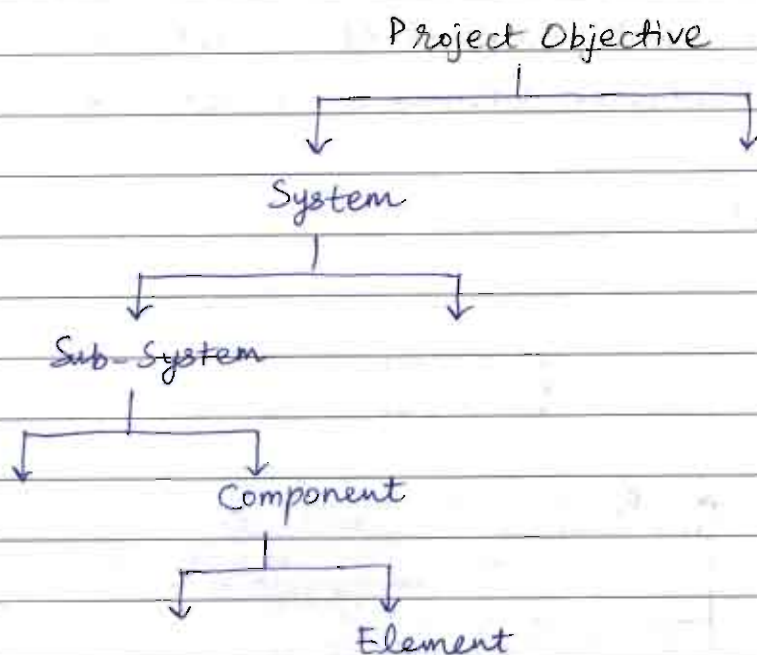 Project Objective
System
Sub-System
Component
Element